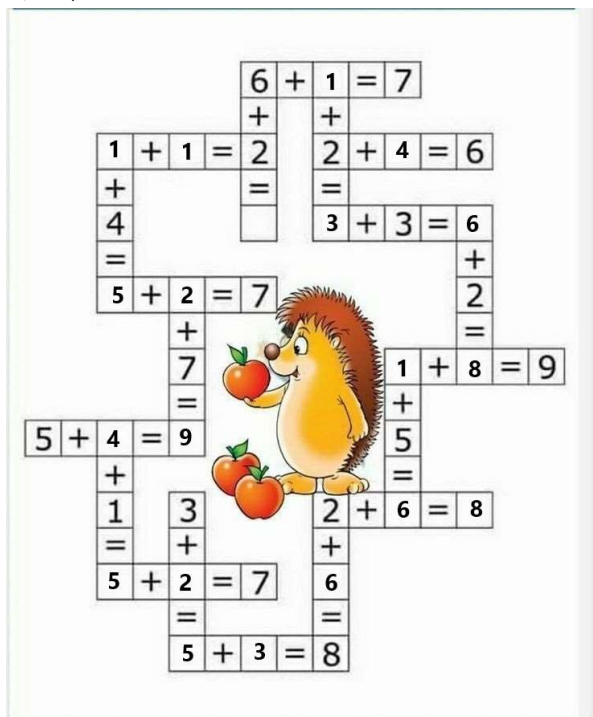 6 + 1 = 7
+ +
1 + 1 = 2 2 + 4 = 6
+ = =
4 3 + 3 = 6
= +
5 + 2 = 7 2
+ =
7 1 + 8 = 9
= +
5 + 4 = 9 5
+ =
1 3 2 + 6 = 8
= + +
5 + 2 = 7 6
= =
5 + 3 = 8